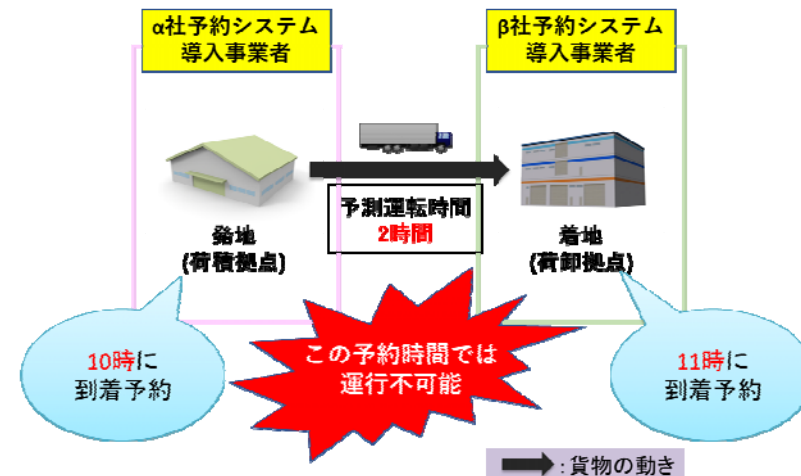 α社予約システム
導入事業者
β社予約システム
導入事業者
予測運転時間
2時間
発地
(荷積拠点)
着地
(荷卸拠点)
10時に
到着予約
この予約時間では
運行不可能
11時に
到着予約
：貨物の動き